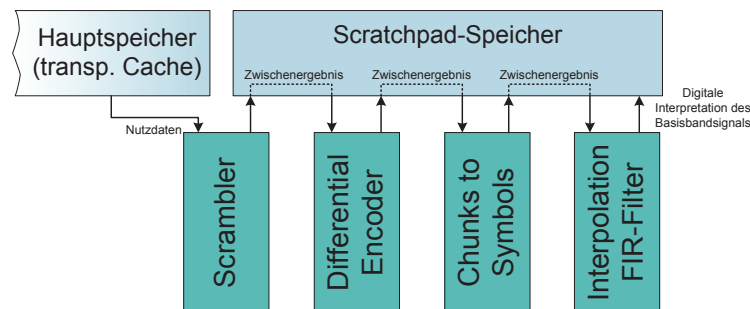 Hauptspeicher
(transp. Cache)
Scratchpad-Speicher
Zwischenergebnis
Zwischenergebnis
Zwischenergebnis
Nutzdaten
Digitale
Interpretation des
Basisbandsignals
Scrambler
Differential
Encoder
Chunks to
Symbols
Interpolation
FIR-Filter